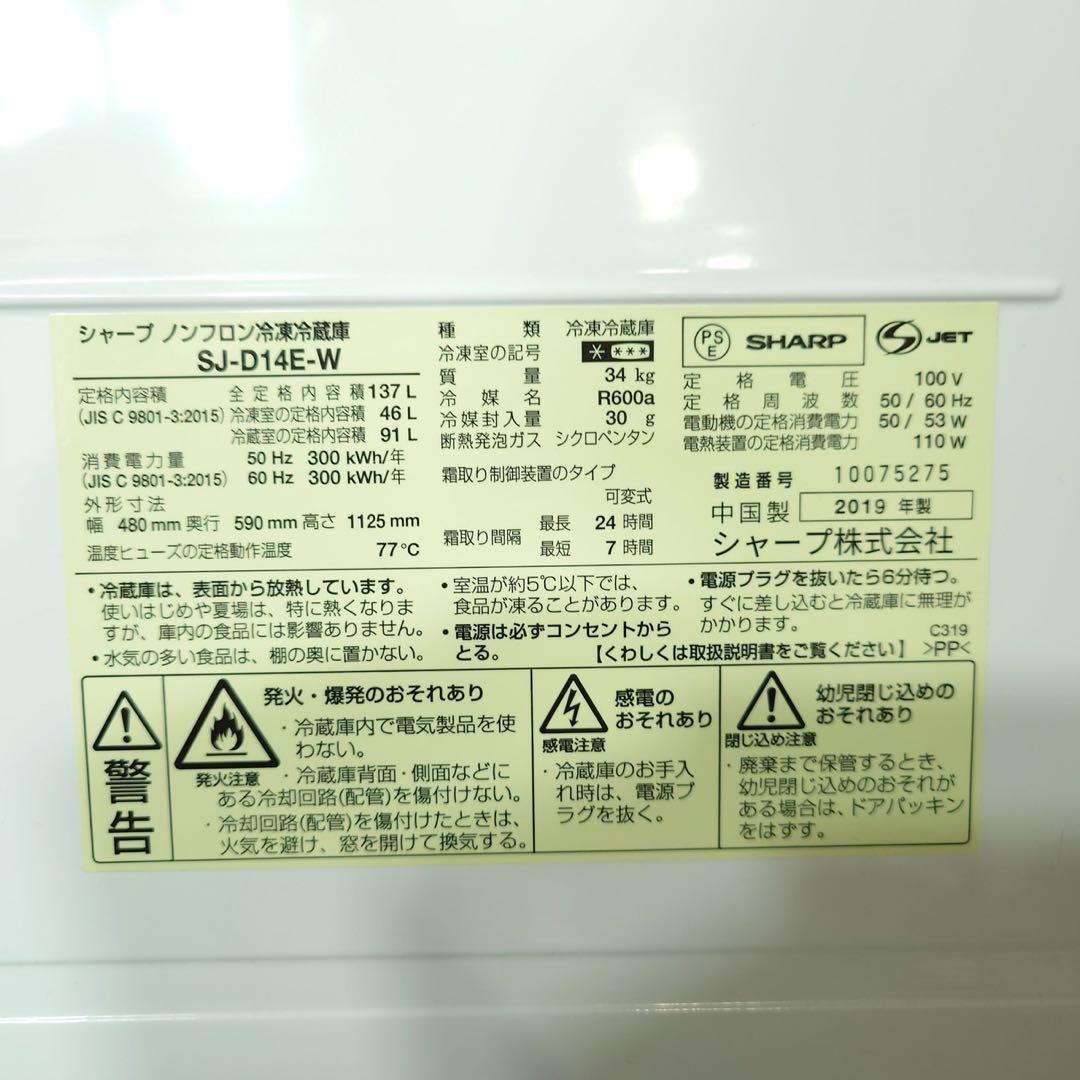 シャープ ノンフロン冷凍冷蔵庫
SJ-D14E-W
定格内容積 全定格内容積 137 L
(JIS C 9801-3:2015) 冷凍室の定格内容積 46 L
冷蔵室の定格内容積 91 L
消費電力量 50 Hz 300 kWh/年
(JIS C 9801-3:2015) 60 Hz 300 kWh/年
外形寸法
幅 480 mm 奥行 590 mm 高さ 1125 mm
温度ヒューズの定格動作温度 77℃
種類 冷凍冷蔵庫
冷凍室の記号 * ***
質量 34 kg
冷媒名 R600a
冷媒封入量 30 g
断熱発泡ガス シクロペンタン
霜取り制御装置のタイプ
可変式
霜取り間隔 最長 24 時間
最短 7 時間
PS
E
SHARP
S JET
定格電圧 100 V
定格周波数 50 / 60 Hz
電動機の定格消費電力 50 / 53 W
電熱装置の定格消費電力 110 W
製造番号 10075275
中国製 2019 年製
シャープ株式会社
・冷蔵庫は、表面から放熱しています。
使いはじめや夏場は、特に熱くなりま
すが、庫内の食品には影響ありません。
・水気の多い食品は、棚の奥に置かない。
・室温が約5℃以下では、
食品が凍ることがあります。
・電源は必ずコンセントから
とる。
・電源プラグを抜いたら6分待つ。
すぐに差し込むと冷蔵庫に無理が
かかります。
C319
【くわしくは取扱説明書をご覧ください】 >PP<
警告
発火注意
発火・爆発のおそれあり
・冷蔵庫内で電気製品を使
わない。
・冷蔵庫背面・側面などに
ある冷却回路(配管)を傷付けない。
・冷却回路(配管)を傷付けたときは、
火気を避け、窓を開けて換気する。
感電注意
感電の
おそれあり
・冷蔵庫のお手入
れ時は、電源プ
ラグを抜く。
閉じ込め注意
幼児閉じ込めの
おそれあり
・廃棄まで保管するとき、
幼児閉じ込めのおそれが
ある場合は、ドアパッキン
をはずす。